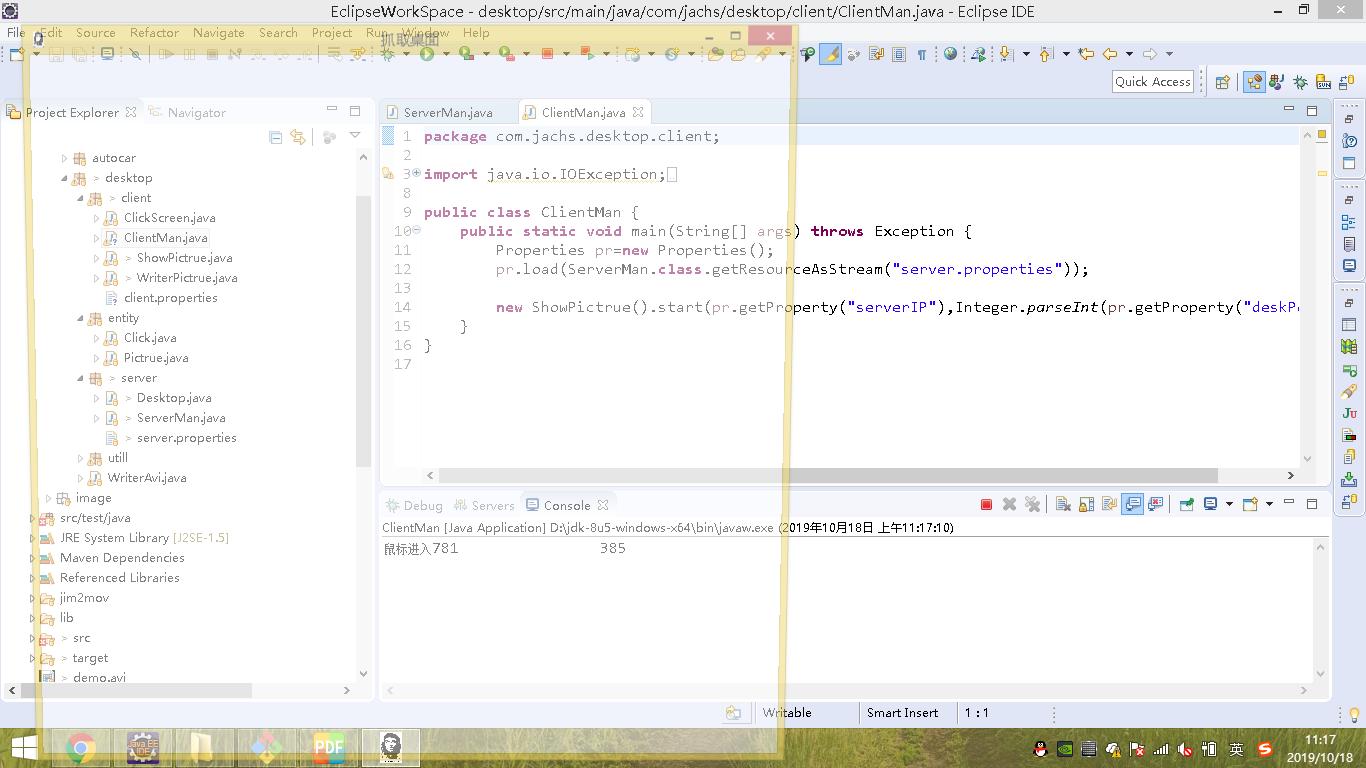 EclipseWorkSpace - desktop/src/main/java/com/jachs/desktop/client/ClientMan.java - Eclipse IDE
抓取桌面
File Edit Source Refactor Navigate Search Project Run Window Help
Quick Access
Project Explorer Navigator
autocar
> desktop
> client
ClickScreen.java
ClientMan.java
> ShowPictrue.java
> WriterPictrue.java
client.properties
entity
Click.java
Pictrue.java
> server
> Desktop.java
> ServerMan.java
> server.properties
utill
WriterAvi.java
image
src/test/java
JRE System Library [J2SE-1.5]
Maven Dependencies
Referenced Libraries
jim2mov
lib
> src
> target
> demo.avi
ServerMan.java ClientMan.java
1 package com.jachs.desktop.client;
2
3 import java.io.IOException;
8
9 public class ClientMan {
10 public static void main(String[] args) throws Exception {
11 Properties pr=new Properties();
12 pr.load(ServerMan.class.getResourceAsStream("server.properties"));
13
14 new ShowPictrue().start(pr.getProperty("serverIP"),Integer.parseInt(pr.getProperty("deskP
15 }
16 }
17
Debug Servers Console
ClientMan [Java Application] D:\jdk-8u5-windows-x64\bin\javaw.exe (2019年10月18日 上午11:17:10)
鼠标进入781 385
Writable Smart Insert 1 : 1
Java EE
IDE
PDF
英
11:17
2019/10/18